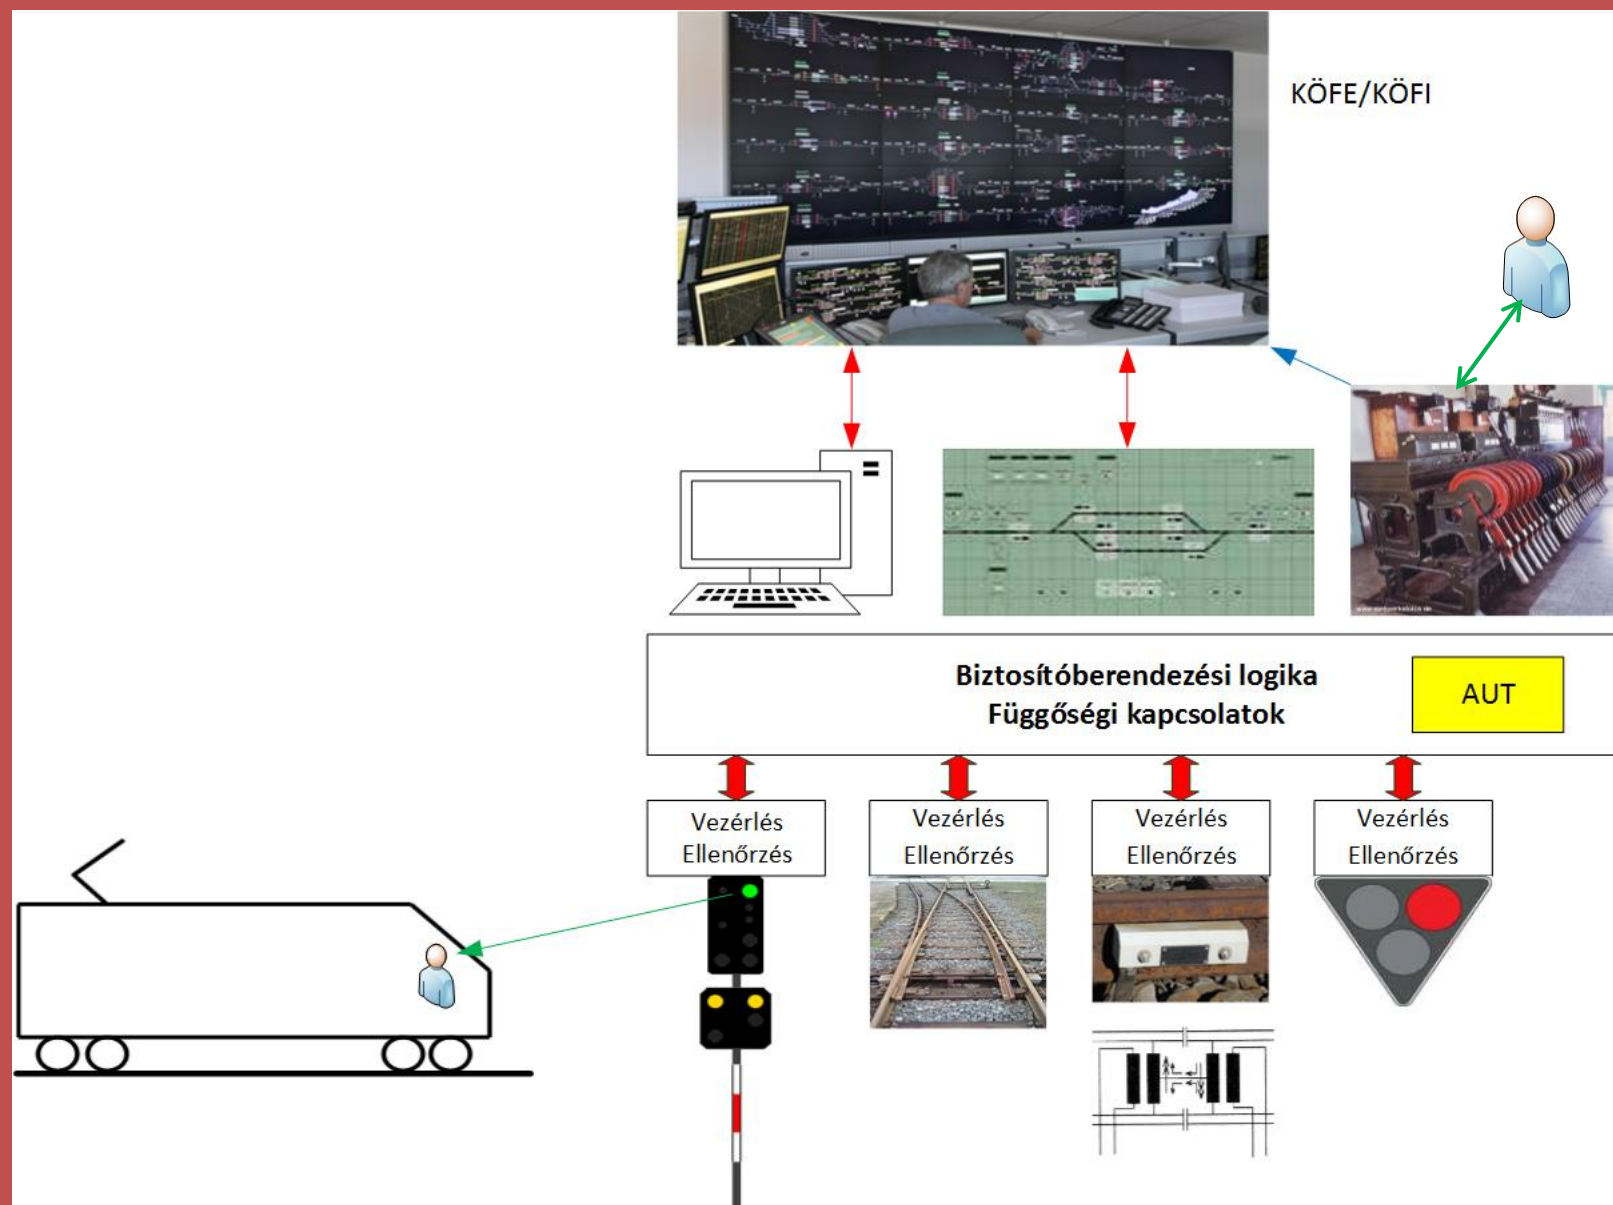 KÖFE/KÖFI
Biztosítóberendezési logika
Függőségi kapcsolatok
AUT
Vezérlés
Ellenőrzés
Vezérlés
Ellenőrzés
Vezérlés
Ellenőrzés
Vezérlés
Ellenőrzés